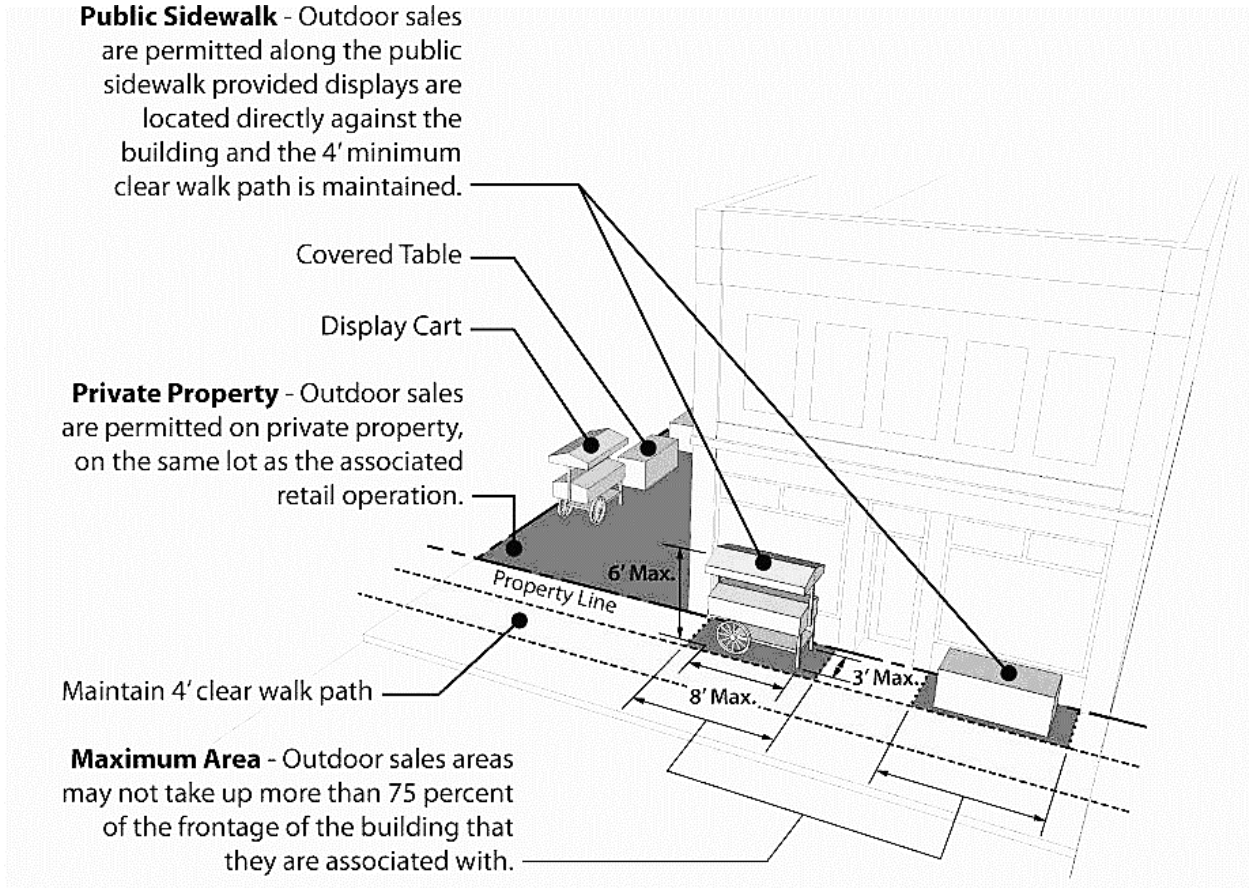 Public Sidewalk - Outdoor sales
are permitted along the public
sidewalk provided displays are
located directly against the
building and the 4' minimum
clear walk path is maintained.
Covered Table
Display Cart
Private Property - Outdoor sales
are permitted on private property,
on the same lot as the associated
retail operation.
6' Max.
Property Line
3' Max.
8' Max.
Maintain 4' clear walk path
Maximum Area - Outdoor sales areas
may not take up more than 75 percent
of the frontage of the building that
they are associated with.